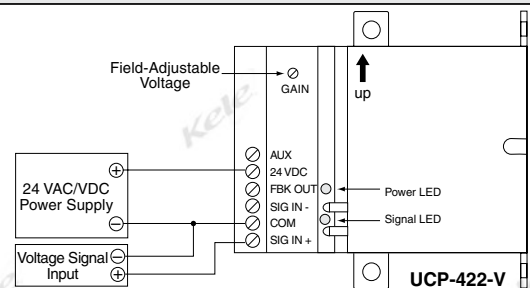 Field-Adjustable
Voltage
GAIN
up
Kele
AUX
24 VDC
FBK OUT
SIG IN -
COM
SIG IN +
24 VAC/VDC
Power Supply
Voltage Signal
Input
Power LED
Signal LED
UCP-422-V